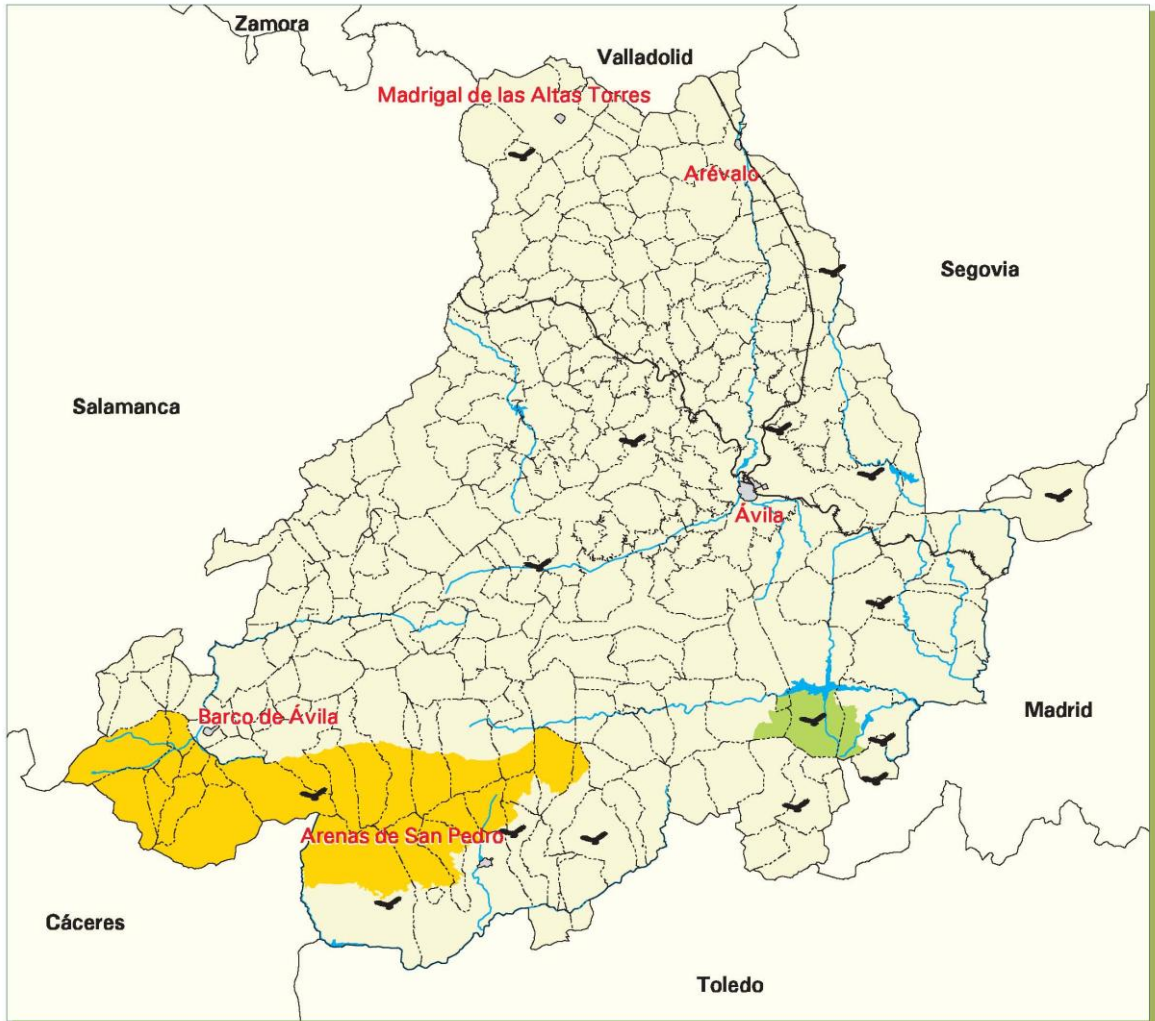 Zamora
Valladolid
Madrigal de las Altas Torres
Arévalo
Segovia
Salamanca
Ávila
Barco de Ávila
Madrid
Arenas de San Pedro
Cáceres
Toledo